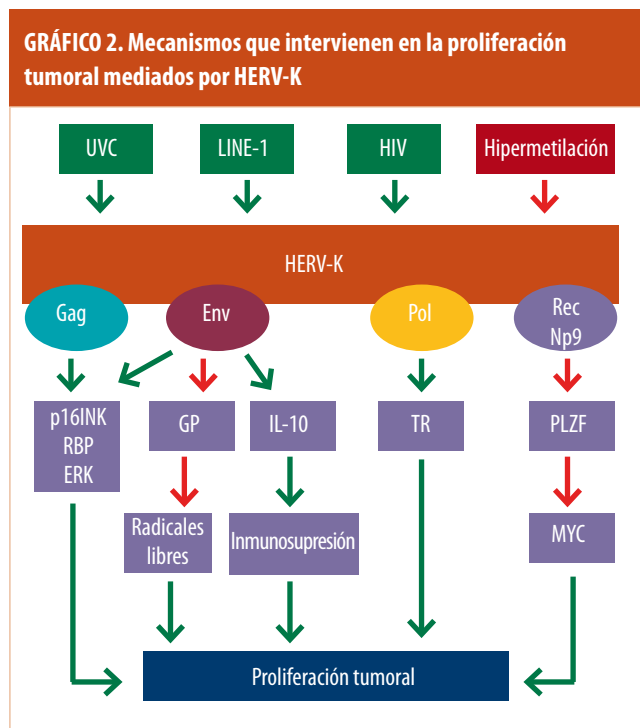 GRÁFICO 2. Mecanismos que intervienen en la proliferación
tumoral mediados por HERV-K
UVC
LINE-1
HIV
Hipermetilación
HERV-K
Gag
Env
Pol
Rec
Np9
p16INK
RBP
ERK
GP
IL-10
TR
PLZF
Radicales
libres
Inmunosupresión
MYC
Proliferación tumoral